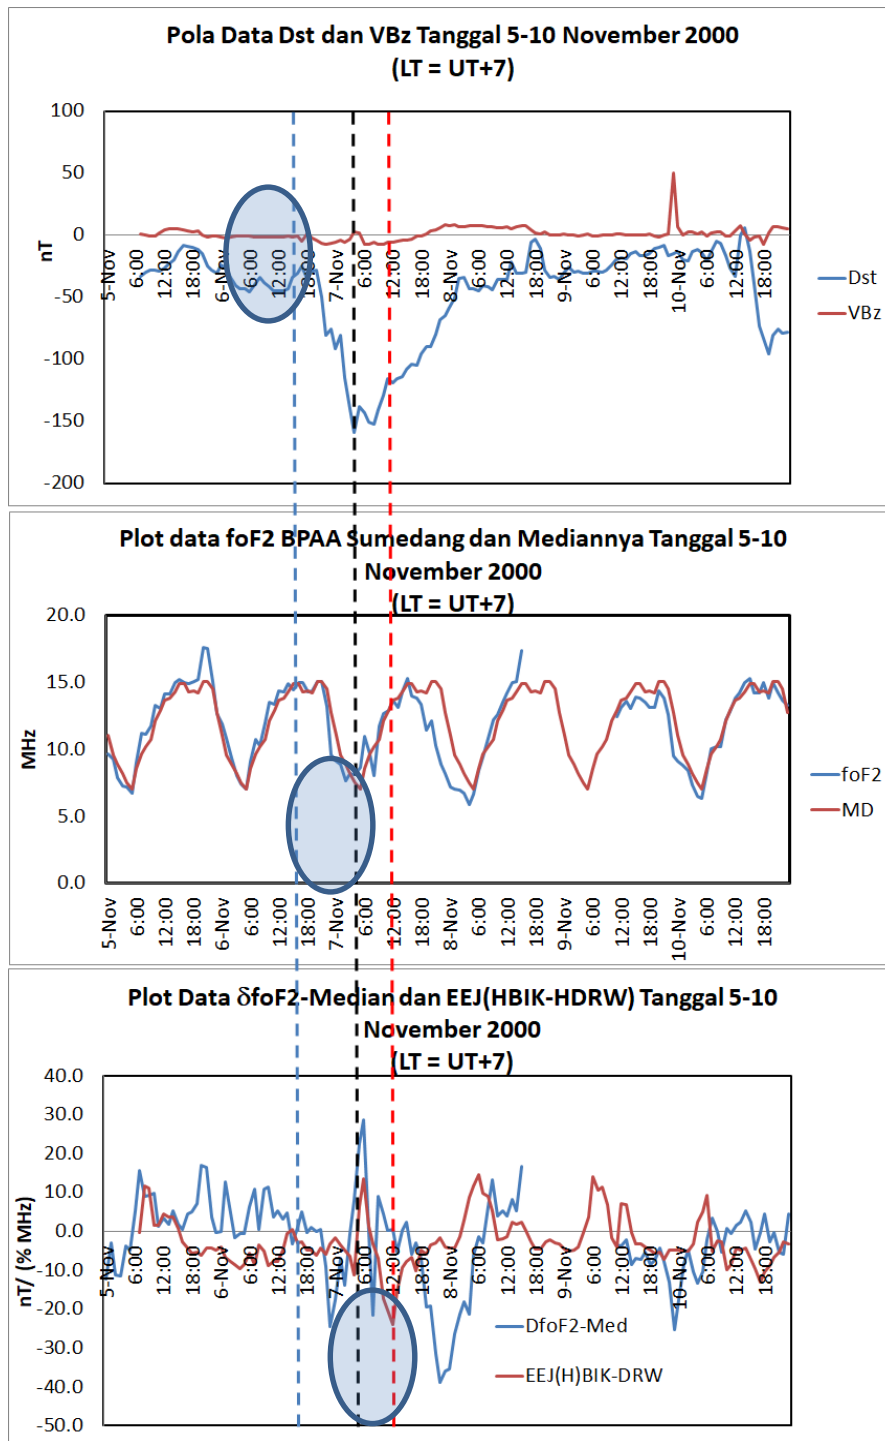 Pola Data Dst dan VBz Tanggal 5-10 November 2000
(LT = UT+7)
100
50
0
-50
-100
-150
-200
nT
5-Nov
6:00
12:00
18:00
6-Nov
6:00
12:00
18:00
7-Nov
6:00
12:00
18:00
8-Nov
6:00
12:00
18:00
9-Nov
6:00
12:00
18:00
10-Nov
6:00
12:00
18:00
Dst
VBz
Plot data foF2 BPAA Sumedang dan Mediannya Tanggal 5-10
November 2000
(LT = UT+7)
20.0
15.0
10.0
5.0
0.0
MHz
5-Nov
6:00
12:00
18:00
6-Nov
6:00
12:00
18:00
7-Nov
6:00
12:00
18:00
8-Nov
6:00
12:00
18:00
9-Nov
6:00
12:00
18:00
10-Nov
6:00
12:00
18:00
foF2
MD
Plot Data δfoF2-Median dan EEJ(HBIK-HDRW) Tanggal 5-10
November 2000
(LT = UT+7)
40.0
30.0
20.0
10.0
0.0
-10.0
-20.0
-30.0
-40.0
-50.0
nT/ (% MHz)
5-Nov
6:00
12:00
18:00
6-Nov
6:00
12:00
18:00
7-Nov
6:00
12:00
18:00
8-Nov
6:00
12:00
18:00
9-Nov
6:00
12:00
18:00
10-Nov
6:00
12:00
18:00
DfoF2-Med
EEJ(H)BIK-DRW